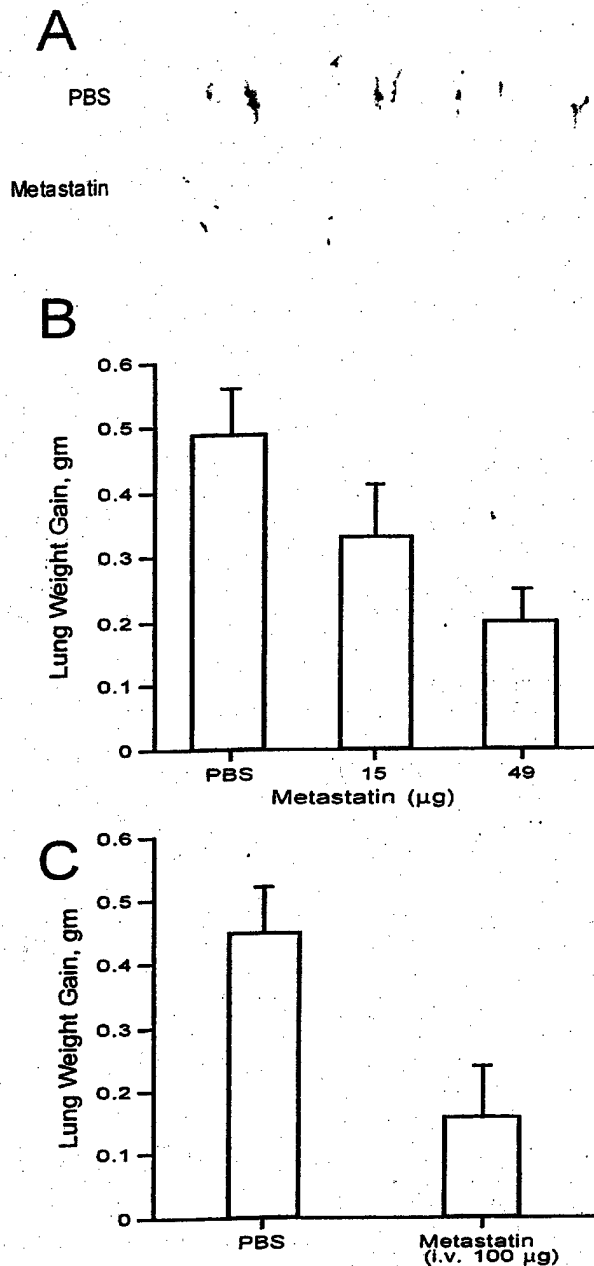 A
PBS
Metastatin
B
Lung Weight Gain, gm
0.6
0.5
0.4
0.3
0.2
0.1
0
PBS
15
49
Metastatin (µg)
C
Lung Weight Gain, gm
0.6
0.5
0.4
0.3
0.2
0.1
0
PBS
Metastatin
(i.v. 100 µg)